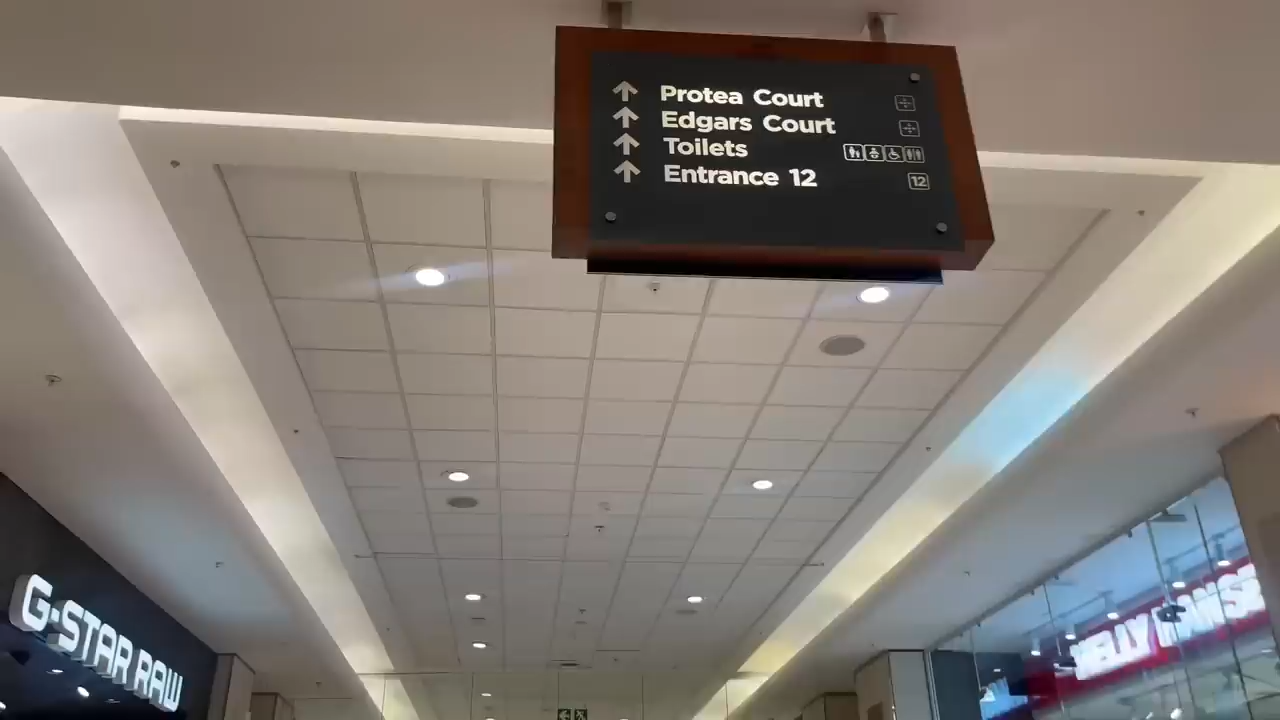 Protea Court
Edgars Court
Toilets
Entrance 12
12
G-STAR RAW